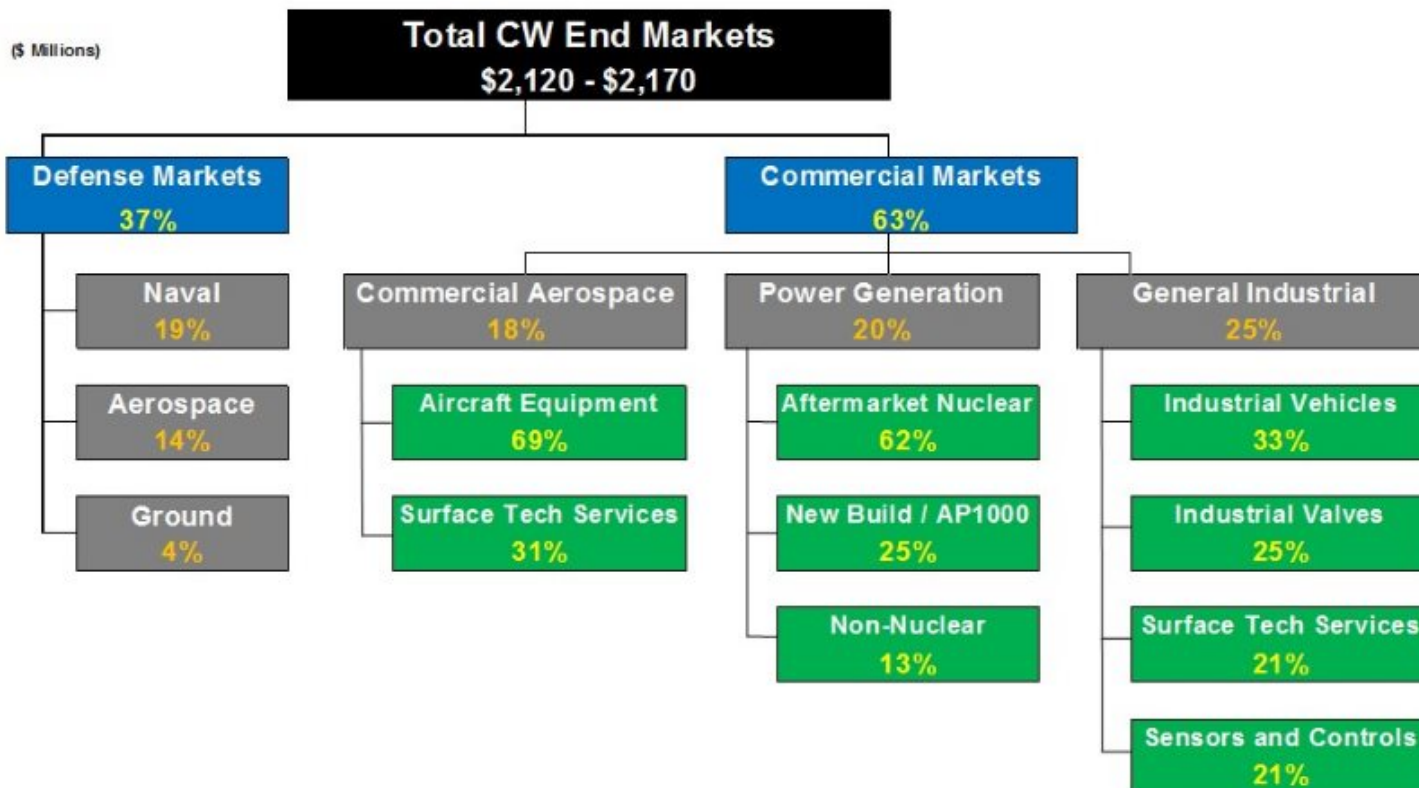 ($ Millions)
Total CW End Markets
$2,120 - $2,170
Defense Markets
37%
Commercial Markets
63%
Naval
19%
Aerospace
14%
Ground
4%
Commercial Aerospace
18%
Aircraft Equipment
69%
Surface Tech Services
31%
Power Generation
20%
Aftermarket Nuclear
62%
New Build / AP1000
25%
Non-Nuclear
13%
General Industrial
25%
Industrial Vehicles
33%
Industrial Valves
25%
Surface Tech Services
21%
Sensors and Controls
21%